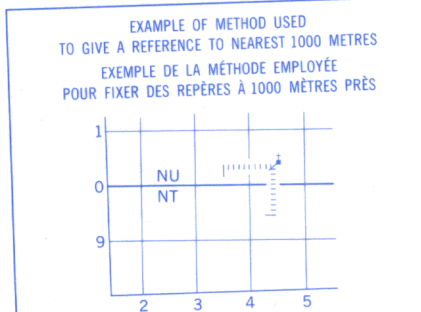 EXAMPLE OF METHOD USED
TO GIVE A REFERENCE TO NEAREST 1000 METRES
EXEMPLE DE LA MÉTHODE EMPLOYÉE
POUR FIXER DES REPÈRES À 1000 MÈTRES PRÈS
1
NU
0
NT
9
2 3 4 5